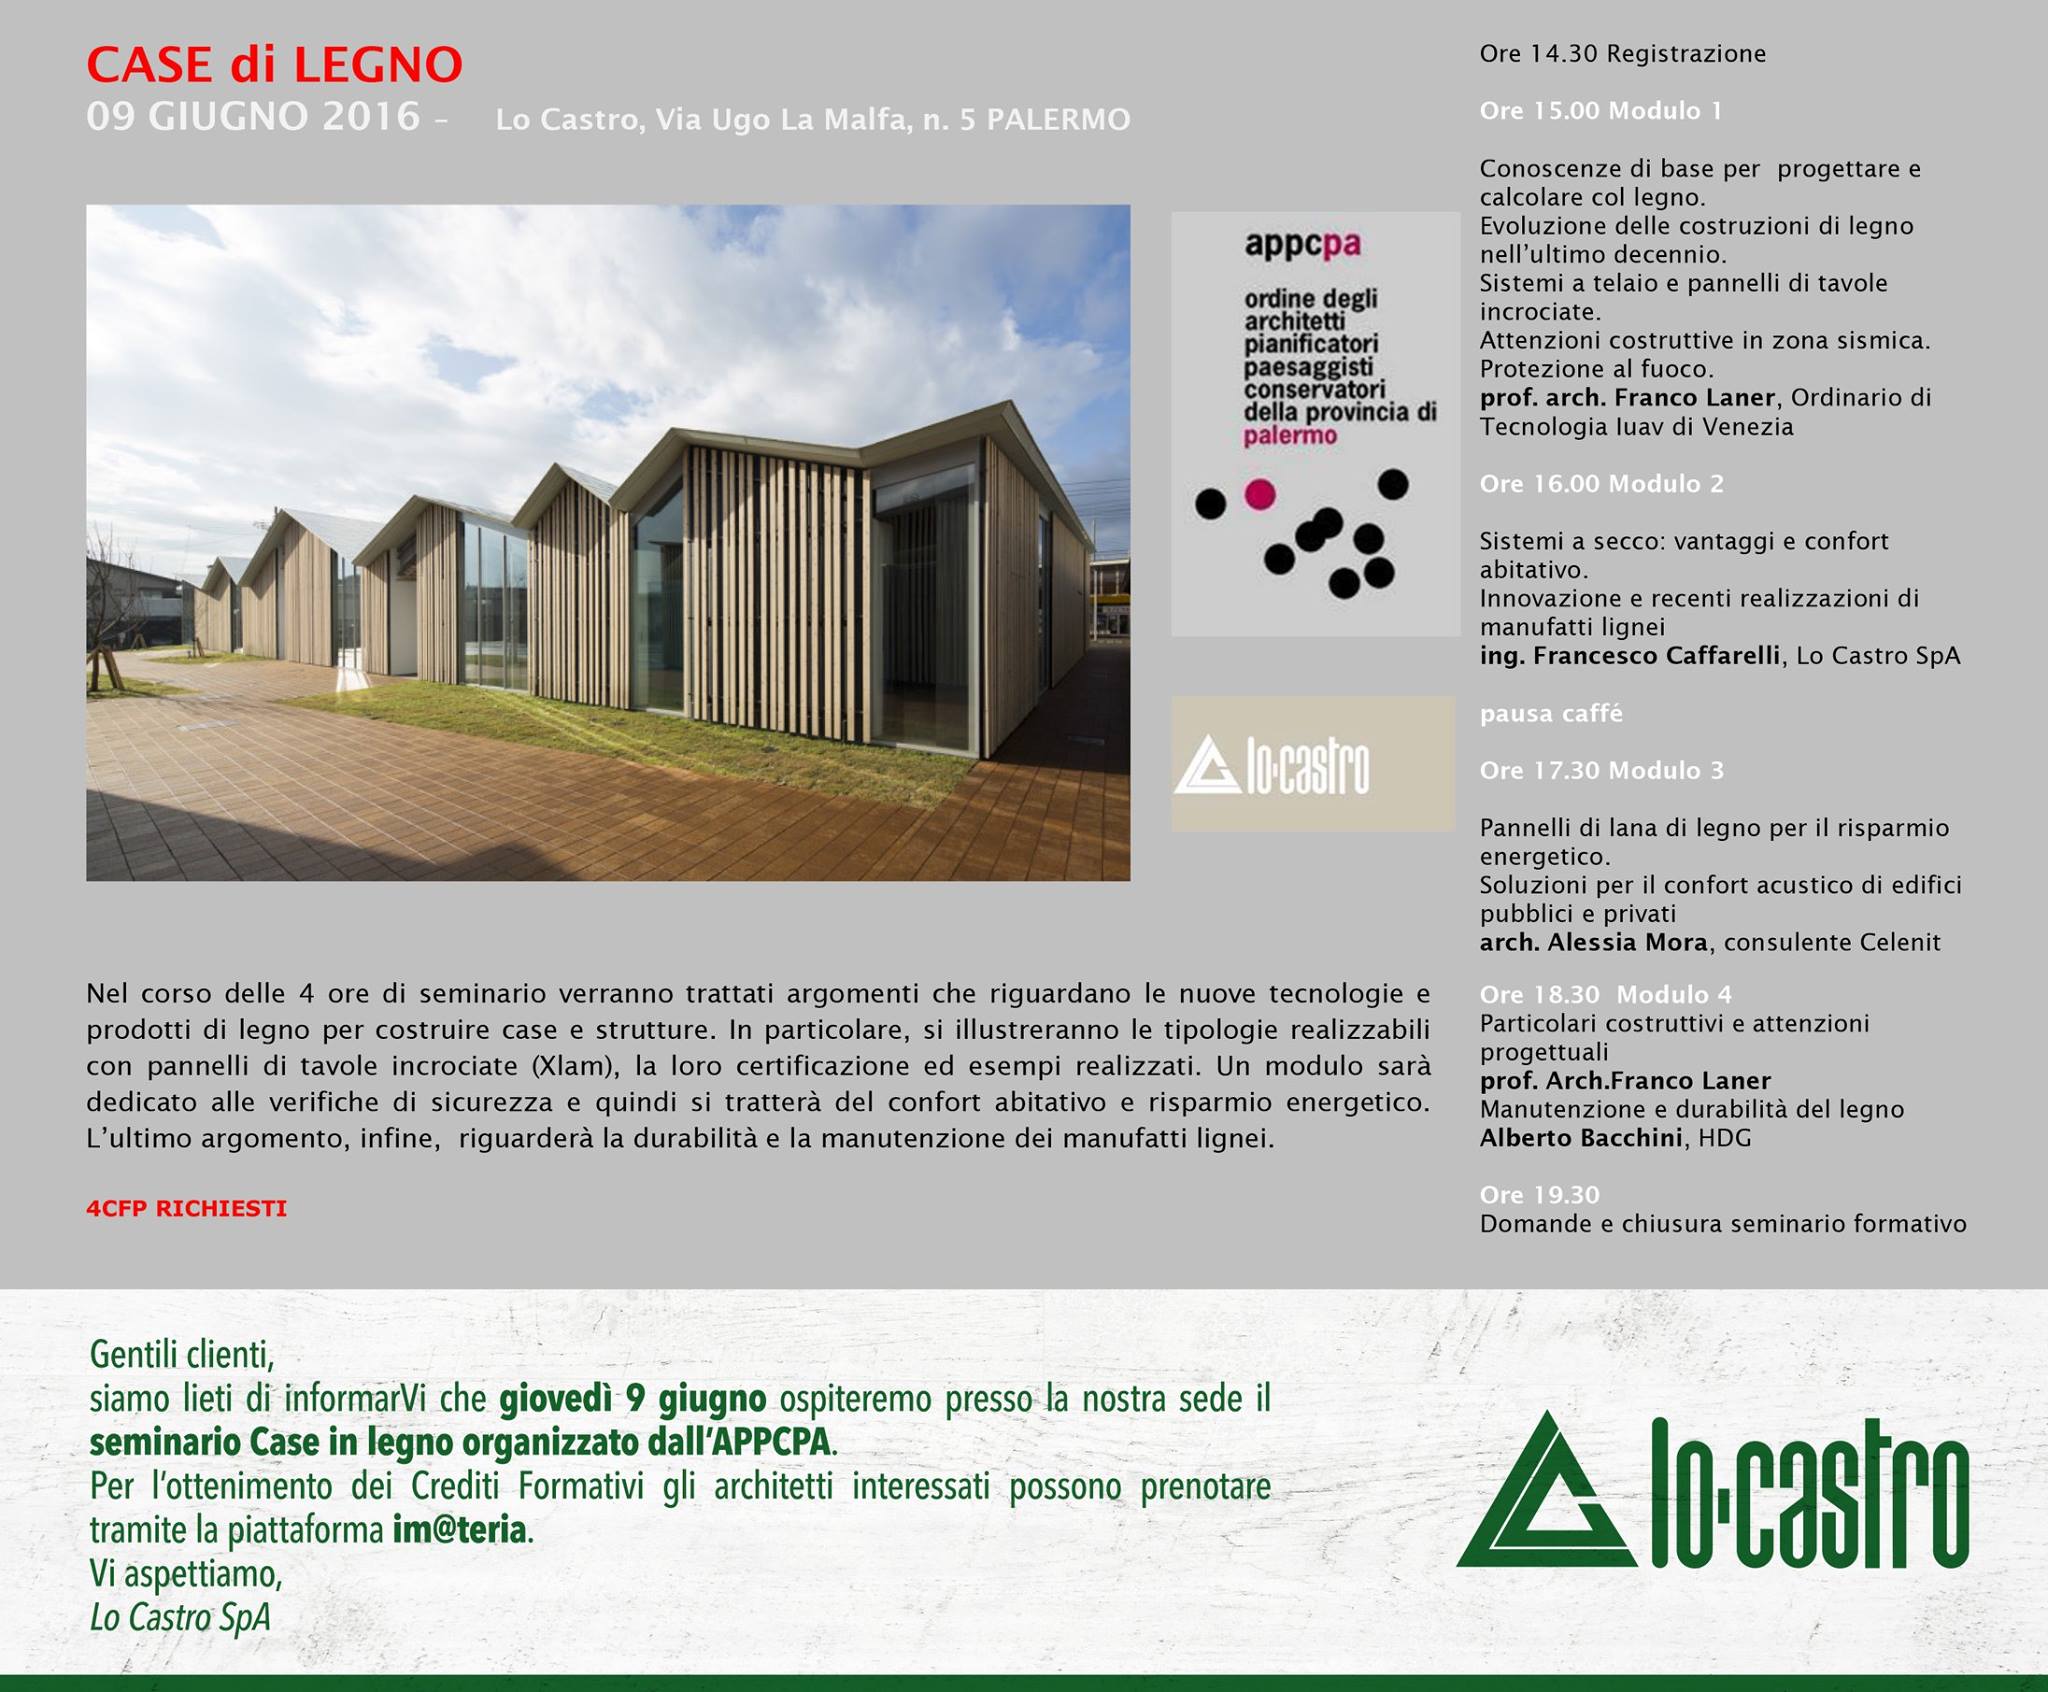 CASE di LEGNO
09 GIUGNO 2016 - Lo Castro, Via Ugo La Malfa, n. 5 PALERMO
appcpa
ordine degli
architetti
pianificatori
paesaggisti
conservatori
della provincia di
palermo
lo·castro
Nel corso delle 4 ore di seminario verranno trattati argomenti che riguardano le nuove tecnologie e
prodotti di legno per costruire case e strutture. In particolare, si illustreranno le tipologie realizzabili
con pannelli di tavole incrociate (Xlam), la loro certificazione ed esempi realizzati. Un modulo sarà
dedicato alle verifiche di sicurezza e quindi si tratterà del confort abitativo e risparmio energetico.
L’ultimo argomento, infine,  riguarderà la durabilità e la manutenzione dei manufatti lignei.
4CFP RICHIESTI
Ore 14.30 Registrazione
Ore 15.00 Modulo 1
Conoscenze di base per  progettare e
calcolare col legno.
Evoluzione delle costruzioni di legno
nell’ultimo decennio.
Sistemi a telaio e pannelli di tavole
incrociate.
Attenzioni costruttive in zona sismica.
Protezione al fuoco.
prof. arch. Franco Laner, Ordinario di
Tecnologia Iuav di Venezia
Ore 16.00 Modulo 2
Sistemi a secco: vantaggi e confort
abitativo.
Innovazione e recenti realizzazioni di
manufatti lignei
ing. Francesco Caffarelli, Lo Castro SpA
pausa caffé
Ore 17.30 Modulo 3
Pannelli di lana di legno per il risparmio
energetico.
Soluzioni per il confort acustico di edifici
pubblici e privati
arch. Alessia Mora, consulente Celenit
Ore 18.30  Modulo 4
Particolari costruttivi e attenzioni
progettuali
prof. Arch.Franco Laner
Manutenzione e durabilità del legno
Alberto Bacchini, HDG
Ore 19.30
Domande e chiusura seminario formativo
Gentili clienti,
siamo lieti di informarVi che giovedì 9 giugno ospiteremo presso la nostra sede il
seminario Case in legno organizzato dall‘APPCPA.
Per l‘ottenimento dei Crediti Formativi gli architetti interessati possono prenotare
tramite la piattaforma im@teria.
Vi aspettiamo,
Lo Castro SpA
lo·castro